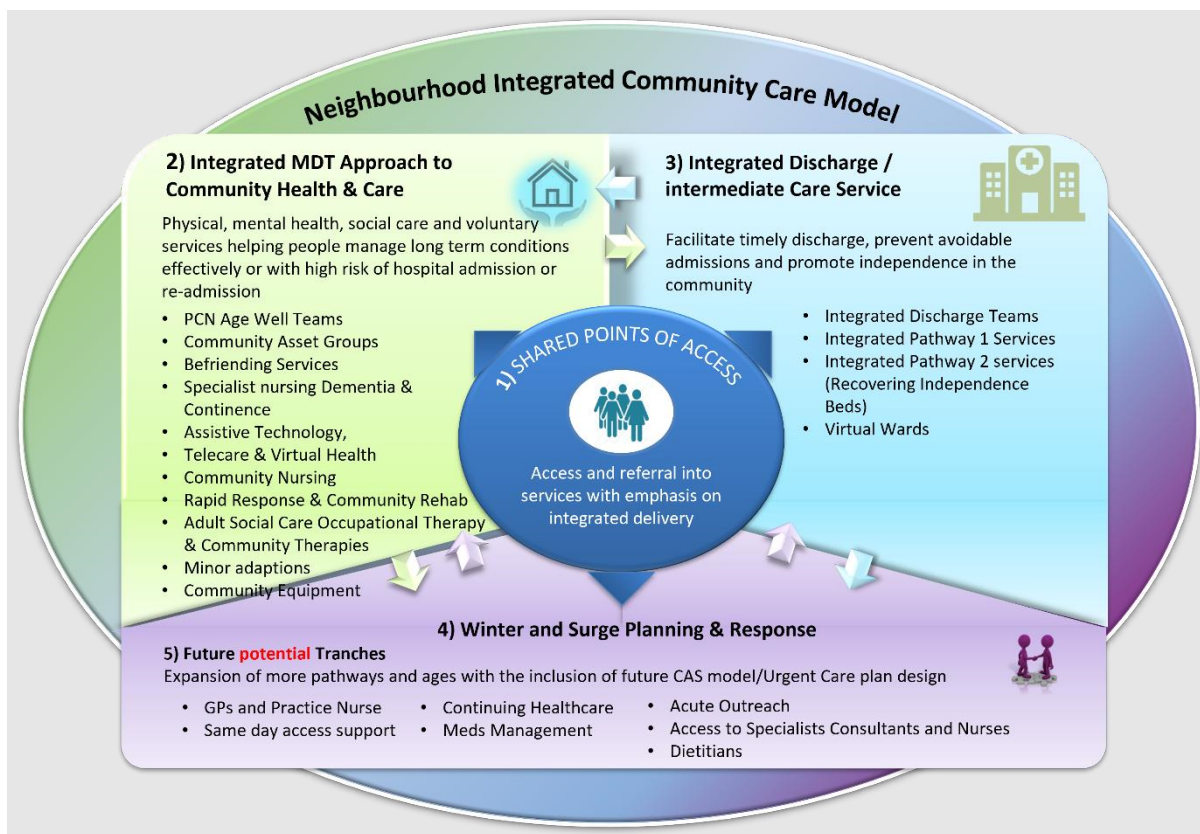 Neighbourhood Integrated Community Care Model
2) Integrated MDT Approach to
Community Health & Care
Physical, mental health, social care and voluntary
services helping people manage long term conditions
effectively or with high risk of hospital admission or
re-admission
• PCN Age Well Teams
• Community Asset Groups
• Befriending Services
• Specialist nursing Dementia &
Continence
• Assistive Technology,
• Telecare & Virtual Health
• Community Nursing
• Rapid Response & Community Rehab
• Adult Social Care Occupational Therapy
& Community Therapies
• Minor adaptions
• Community Equipment
3) Integrated Discharge /
intermediate Care Service
Facilitate timely discharge, prevent avoidable
admissions and promote independence in the
community
• Integrated Discharge Teams
• Integrated Pathway 1 Services
• Integrated Pathway 2 services
(Recovering Independence
Beds)
• Virtual Wards
1) SHARED POINTS OF ACCESS
Access and referral into
services with emphasis on
integrated delivery
4) Winter and Surge Planning & Response
5) Future potential Tranches
Expansion of more pathways and ages with the inclusion of future CAS model/Urgent Care plan design
• GPs and Practice Nurse
• Same day access support
• Continuing Healthcare
• Meds Management
• Acute Outreach
• Access to Specialists Consultants and Nurses
• Dietitians